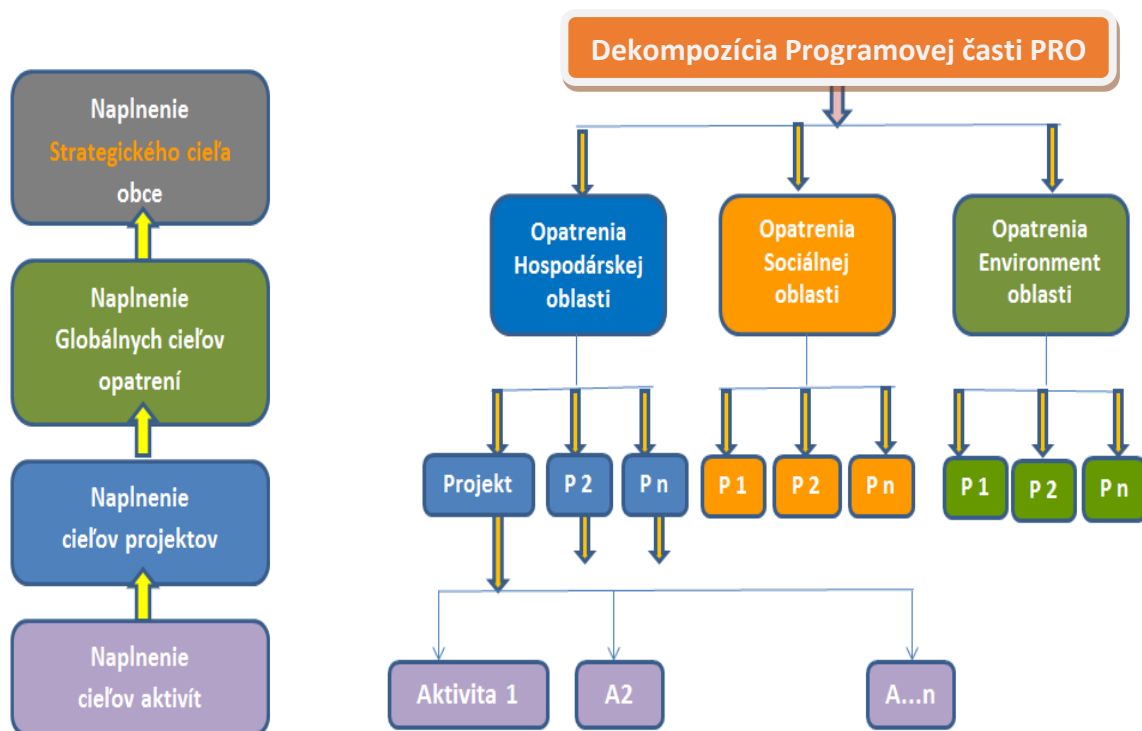 Dekompozícia Programovej časti PRO
Naplnenie
Strategického cieľa
obce
Naplnenie
Globálnych cieľov
opatrení
Naplnenie
cieľov projektov
Naplnenie
cieľov aktivít
Opatrenia
Hospodárskej
oblasti
Opatrenia
Sociálnej
oblasti
Opatrenia
Environment
oblasti
Projekt
P 2
P n
P 1
P 2
P n
P 1
P 2
P n
Aktivita 1
A2
A...n